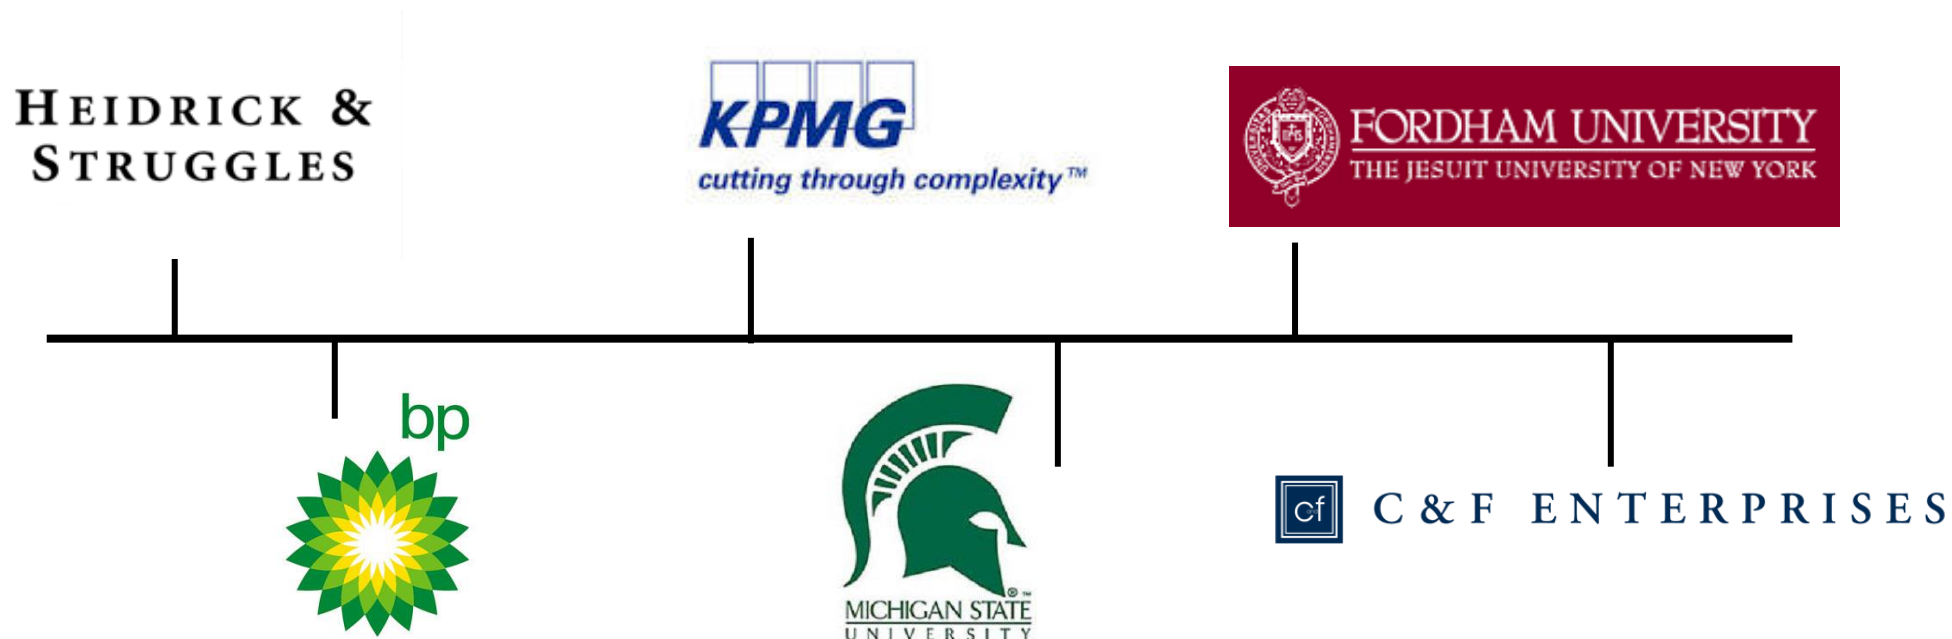 HEIDRICK &
STRUGGLES
KPMG
cutting through complexity™
FORDHAM UNIVERSITY
THE JESUIT UNIVERSITY OF NEW YORK
bp
® ™
MICHIGAN STATE
UNIVERSITY
cf C & F ENTERPRISES